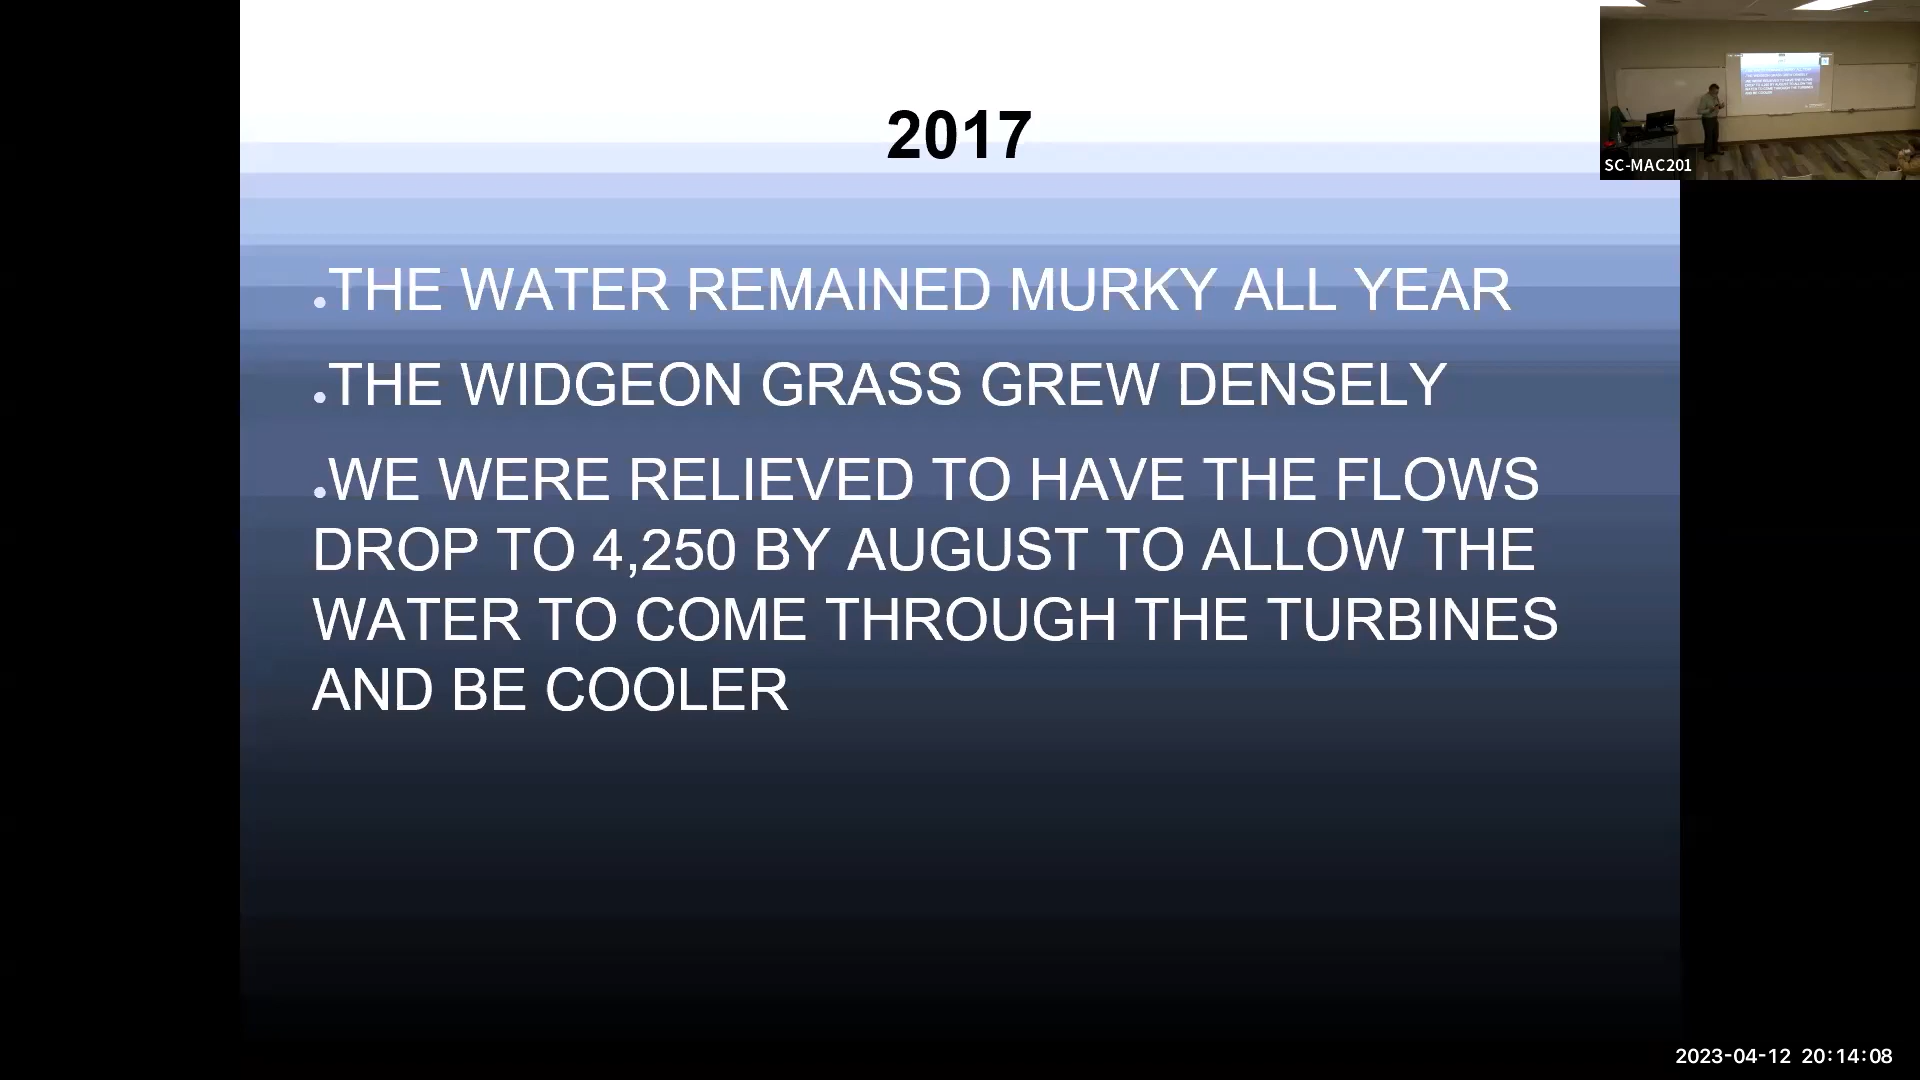 2017
.THE WATER REMAINED MURKY ALL YEAR
.THE WIDGEON GRASS GREW DENSELY
.WE WERE RELIEVED TO HAVE THE FLOWS
DROP TO 4,250 BY AUGUST TO ALLOW THE
WATER TO COME THROUGH THE TURBINES
AND BE COOLER
SC-MAC201
2023-04-12 20:14:08